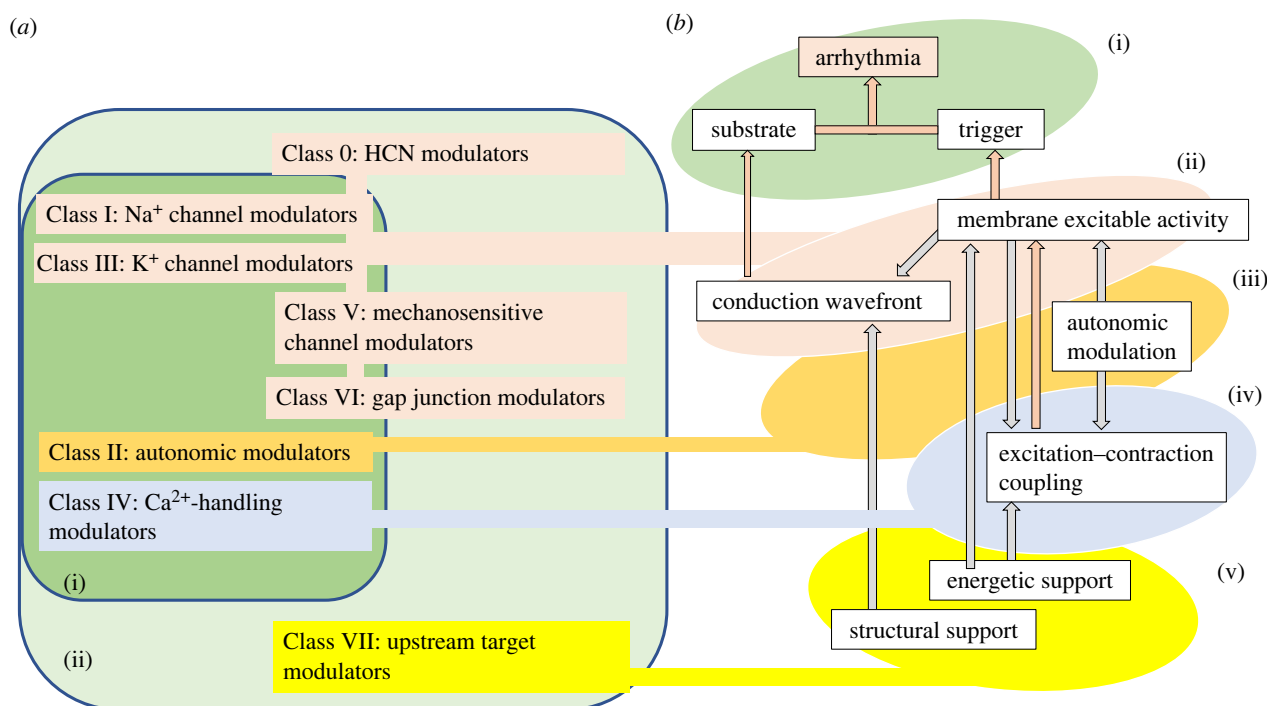 (a)
Class 0: HCN modulators
Class I: Na⁺ channel modulators
Class III: K⁺ channel modulators
Class V: mechanosensitive
channel modulators
Class VI: gap junction modulators
Class II: autonomic modulators
Class IV: Ca²⁺-handling
modulators
(i)
Class VII: upstream target
modulators
(ii)
(b)
(i)
arrhythmia
substrate
trigger
(ii)
membrane excitable activity
conduction wavefront
(iii)
autonomic
modulation
(iv)
excitation–contraction
coupling
(v)
energetic support
structural support